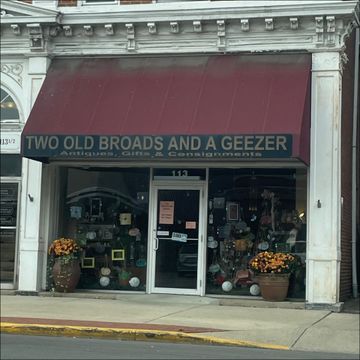 TWO OLD BROADS AND A GEEZER
Antiques, Gifts & Consignments
113 1/2
113